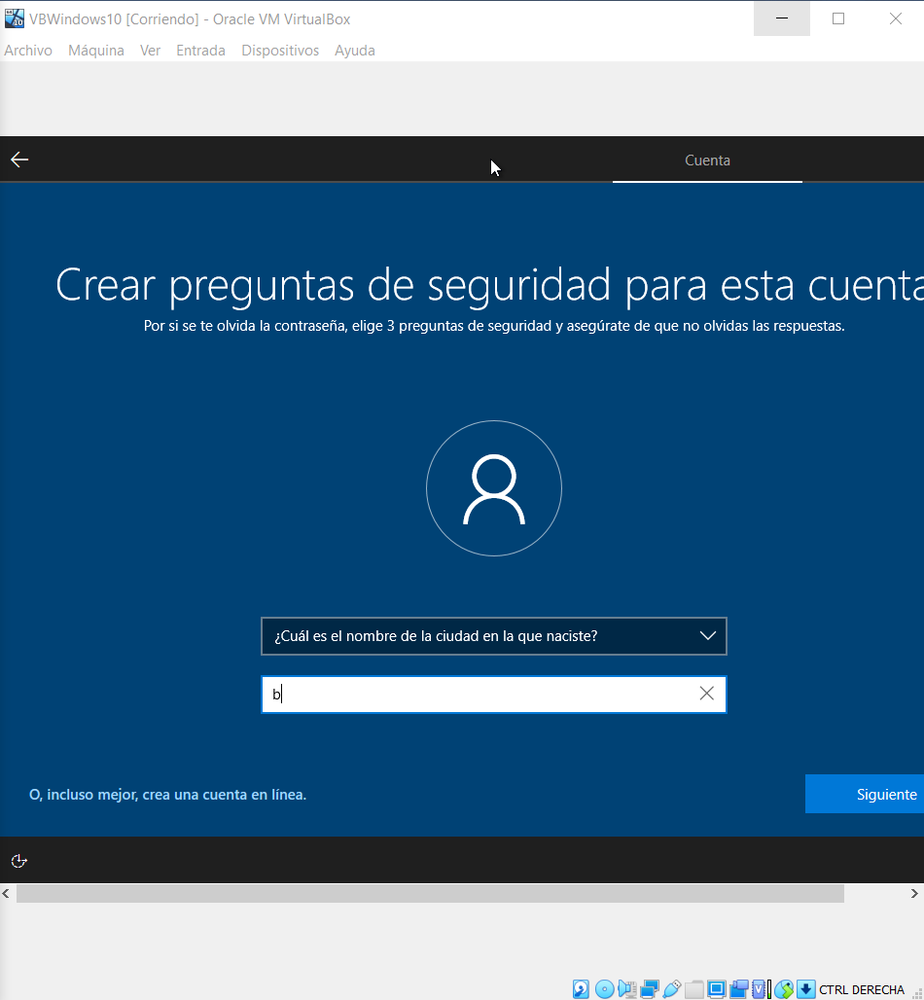 VBWindows10 [Corriendo] - Oracle VM VirtualBox
Archivo Máquina Ver Entrada Dispositivos Ayuda
Cuenta
Crear preguntas de seguridad para esta cuenta
Por si se te olvida la contraseña, elige 3 preguntas de seguridad y asegúrate de que no olvidas las respuestas.
¿Cuál es el nombre de la ciudad en la que naciste?
b
O, incluso mejor, crea una cuenta en línea.
Siguiente
CTRL DERECHA